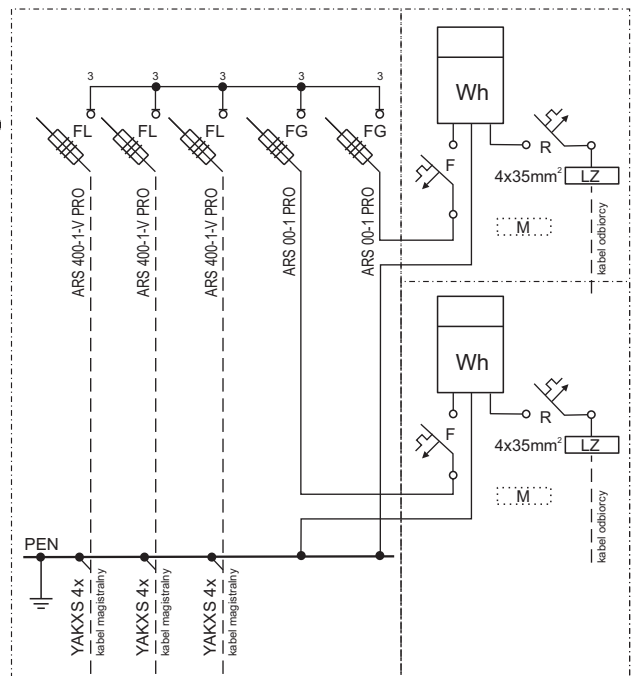 3 3 3 3 3
FL FL FL FG FG
ARS 400-1-V PRO
ARS 400-1-V PRO
ARS 400-1-V PRO
ARS 00-1 PRO
ARS 00-1 PRO
Wh
F
R
4x35mm²
LZ
M
kabel odbiorcy
Wh
F
R
4x35mm²
LZ
M
kabel odbiorcy
PEN
YAKXS 4x
kabel magistralny
YAKXS 4x
kabel magistralny
YAKXS 4x
kabel magistralny